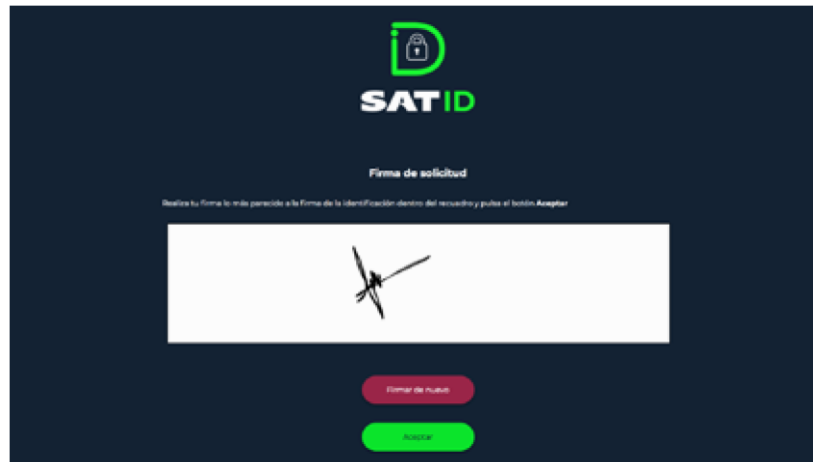 SAT ID
Firma de solicitud
Realiza tu firma lo más parecido a la firma de la identificación dentro del recuadro y pulsa el botón Aceptar
Firmar de nuevo
Aceptar